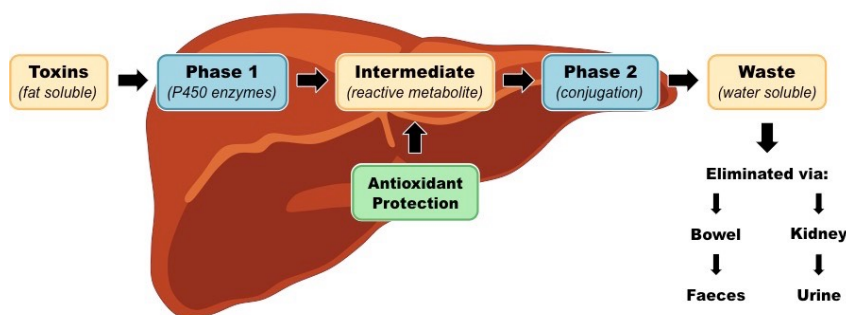 Toxins
(fat soluble)
Phase 1
(P450 enzymes)
Intermediate
(reactive metabolite)
Phase 2
(conjugation)
Waste
(water soluble)
Antioxidant
Protection
Eliminated via:
Bowel
Kidney
Faeces
Urine